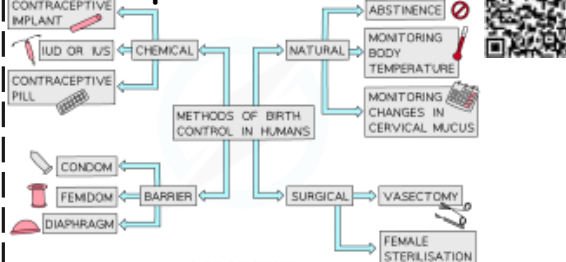 CONTRACEPTIVE
IMPLANT
IUD OR IUS
CONTRACEPTIVE
PILL
CHEMICAL
NATURAL
ABSTINENCE
MONITORING
BODY
TEMPERATURE
MONITORING
CHANGES IN
CERVICAL MUCUS
METHODS OF BIRTH
CONTROL IN HUMANS
CONDOM
FEMIDOM
DIAPHRAGM
BARRIER
SURGICAL
VASECTOMY
FEMALE
STERILISATION